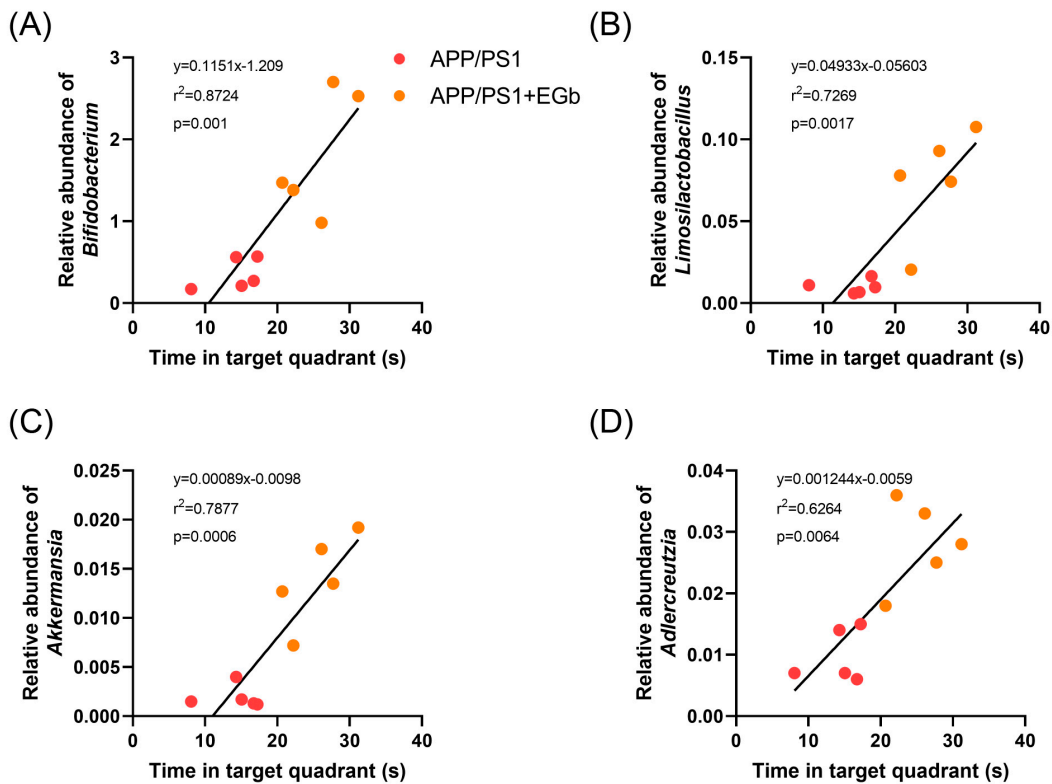 (A)
y=0.1151x-1.209
r²=0.8724
p=0.001
APP/PS1
APP/PS1+EGb
Relative abundance of
Bifidobacterium
3
2
1
0
0 10 20 30 40
Time in target quadrant (s)
(B)
y=0.04933x-0.05603
r²=0.7269
p=0.0017
Relative abundance of
Limosilactobacillus
0.15
0.10
0.05
0.00
0 10 20 30 40
Time in target quadrant (s)
(C)
y=0.00089x-0.0098
r²=0.7877
p=0.0006
Relative abundance of
Akkermansia
0.025
0.020
0.015
0.010
0.005
0.000
0 10 20 30 40
Time in target quadrant (s)
(D)
y=0.001244x-0.0059
r²=0.6264
p=0.0064
Relative abundance of
Adlercreutzia
0.04
0.03
0.02
0.01
0.00
0 10 20 30 40
Time in target quadrant (s)